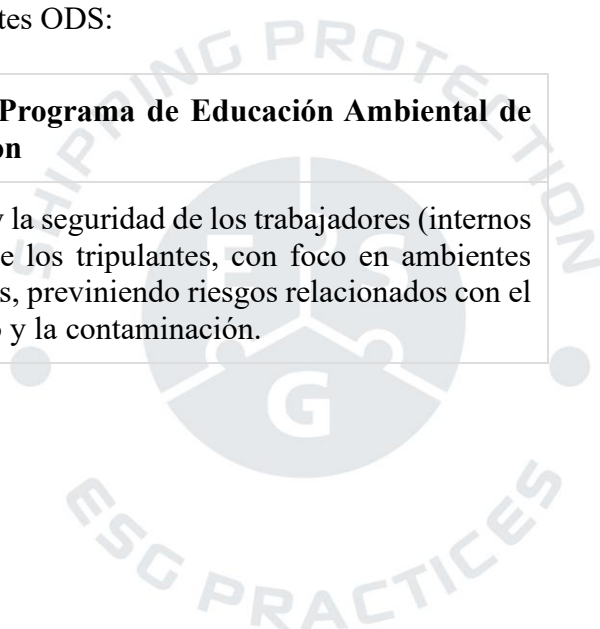 tes ODS:
Programa de Educación Ambiental de
on
y la seguridad de los trabajadores (internos
e los tripulantes, con foco en ambientes
s, previniendo riesgos relacionados con el
o y la contaminación.
SHIPPING PROTECTION
E S
G
ESG PRACTICES